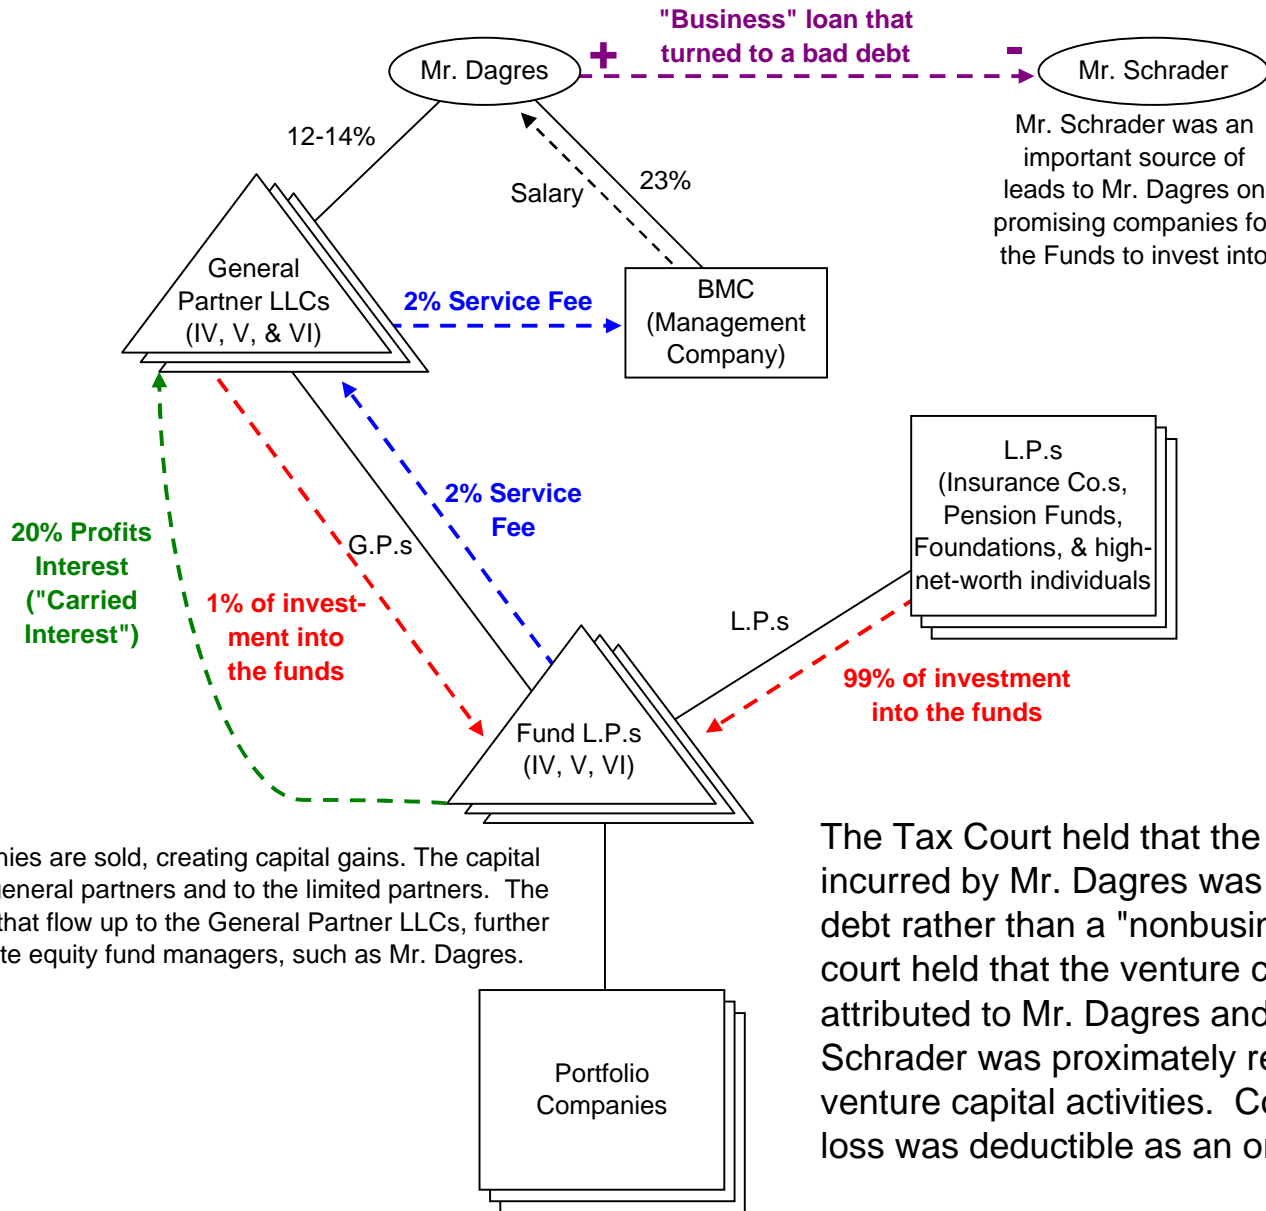 "Business" loan that
turned to a bad debt
+
-
Mr. Dagres
Mr. Schrader
Mr. Schrader was an
important source of
leads to Mr. Dagres on
promising companies fo
the Funds to invest into
12-14%
Salary
23%
General
Partner LLCs
(IV, V, & VI)
2% Service Fee
BMC
(Management
Company)
L.P.s
(Insurance Co.s,
Pension Funds,
Foundations, & high-
net-worth individuals
2% Service
Fee
G.P.s
20% Profits
Interest
("Carried
Interest")
1% of invest-
ment into
the funds
L.P.s
99% of investment
into the funds
Fund L.P.s
(IV, V, VI)
nies are sold, creating capital gains. The capital
general partners and to the limited partners. The
that flow up to the General Partner LLCs, further
te equity fund managers, such as Mr. Dagres.
The Tax Court held that the
incurred by Mr. Dagres was
debt rather than a "nonbusin
court held that the venture c
attributed to Mr. Dagres and
Schrader was proximately re
venture capital activities. Co
loss was deductible as an or
Portfolio
Companies